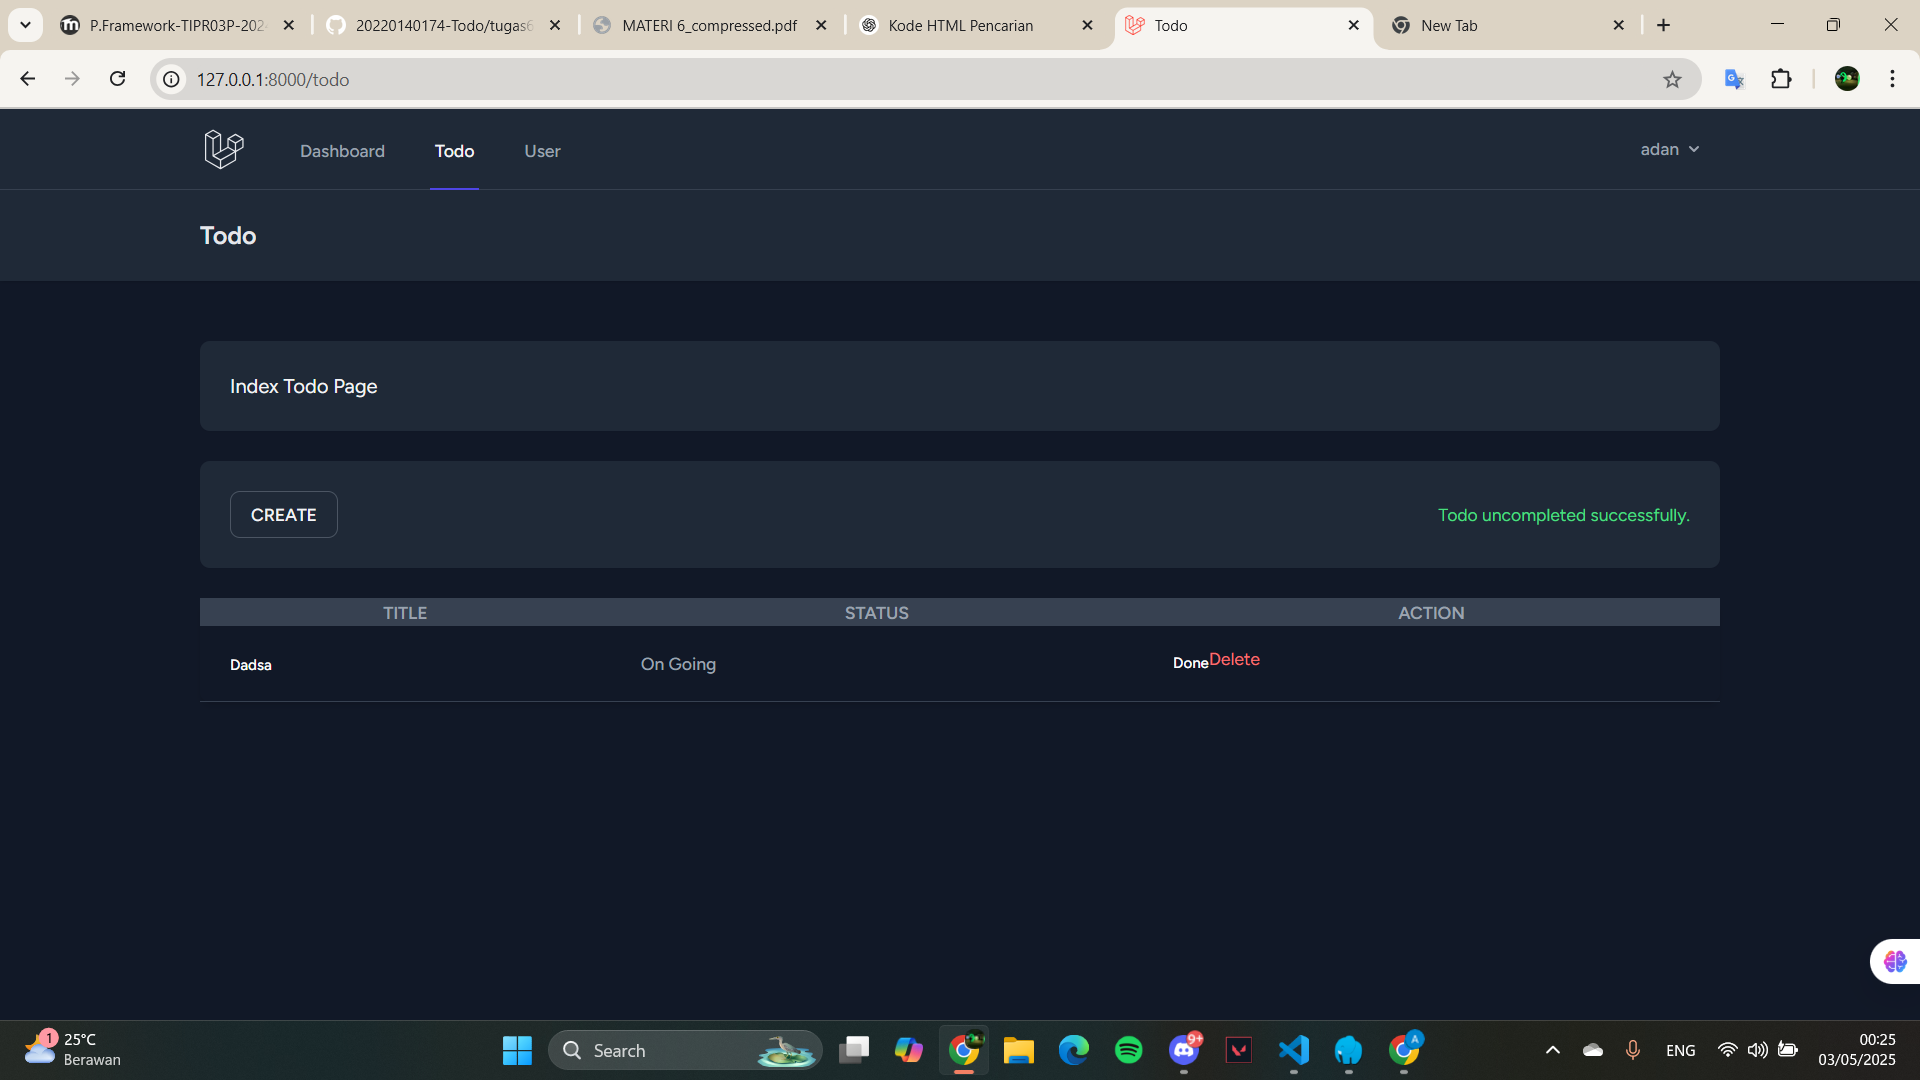 P.Framework-TIPR03P-202
20220140174-Todo/tugas6
MATERI 6_compressed.pdf
Kode HTML Pencarian
Todo
New Tab
127.0.0.1:8000/todo
Dashboard
Todo
User
adan
Todo
Index Todo Page
CREATE
Todo uncompleted successfully.
TITLE STATUS ACTION
Dadsa On Going Done Delete
1
25°C
Berawan
Search
9+
A
ENG
00:25
03/05/2025